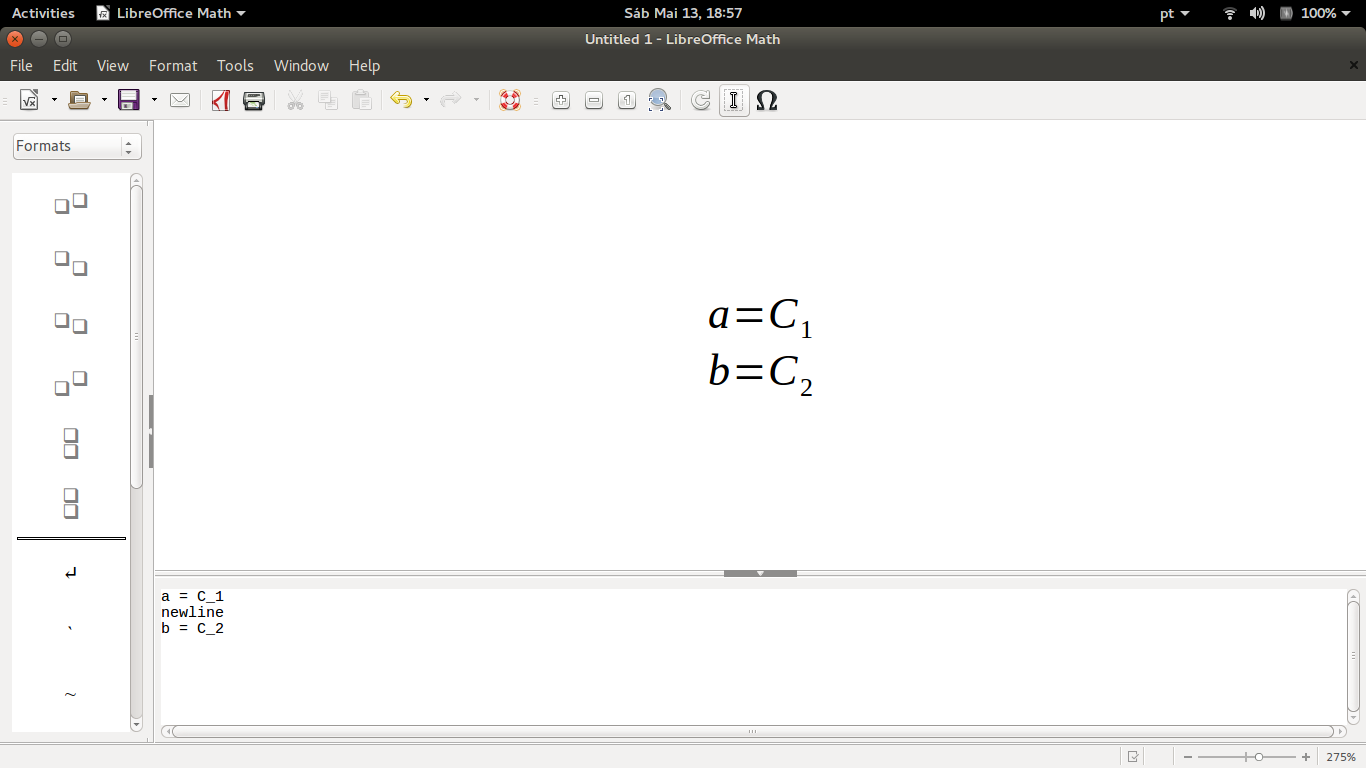 Activities LibreOffice Math Sáb Mai 13, 18:57 pt 100%
Untitled 1 - LibreOffice Math
File Edit View Format Tools Window Help
Formats
a=C₁
b=C₂
a = C_1
newline
b = C_2
275%